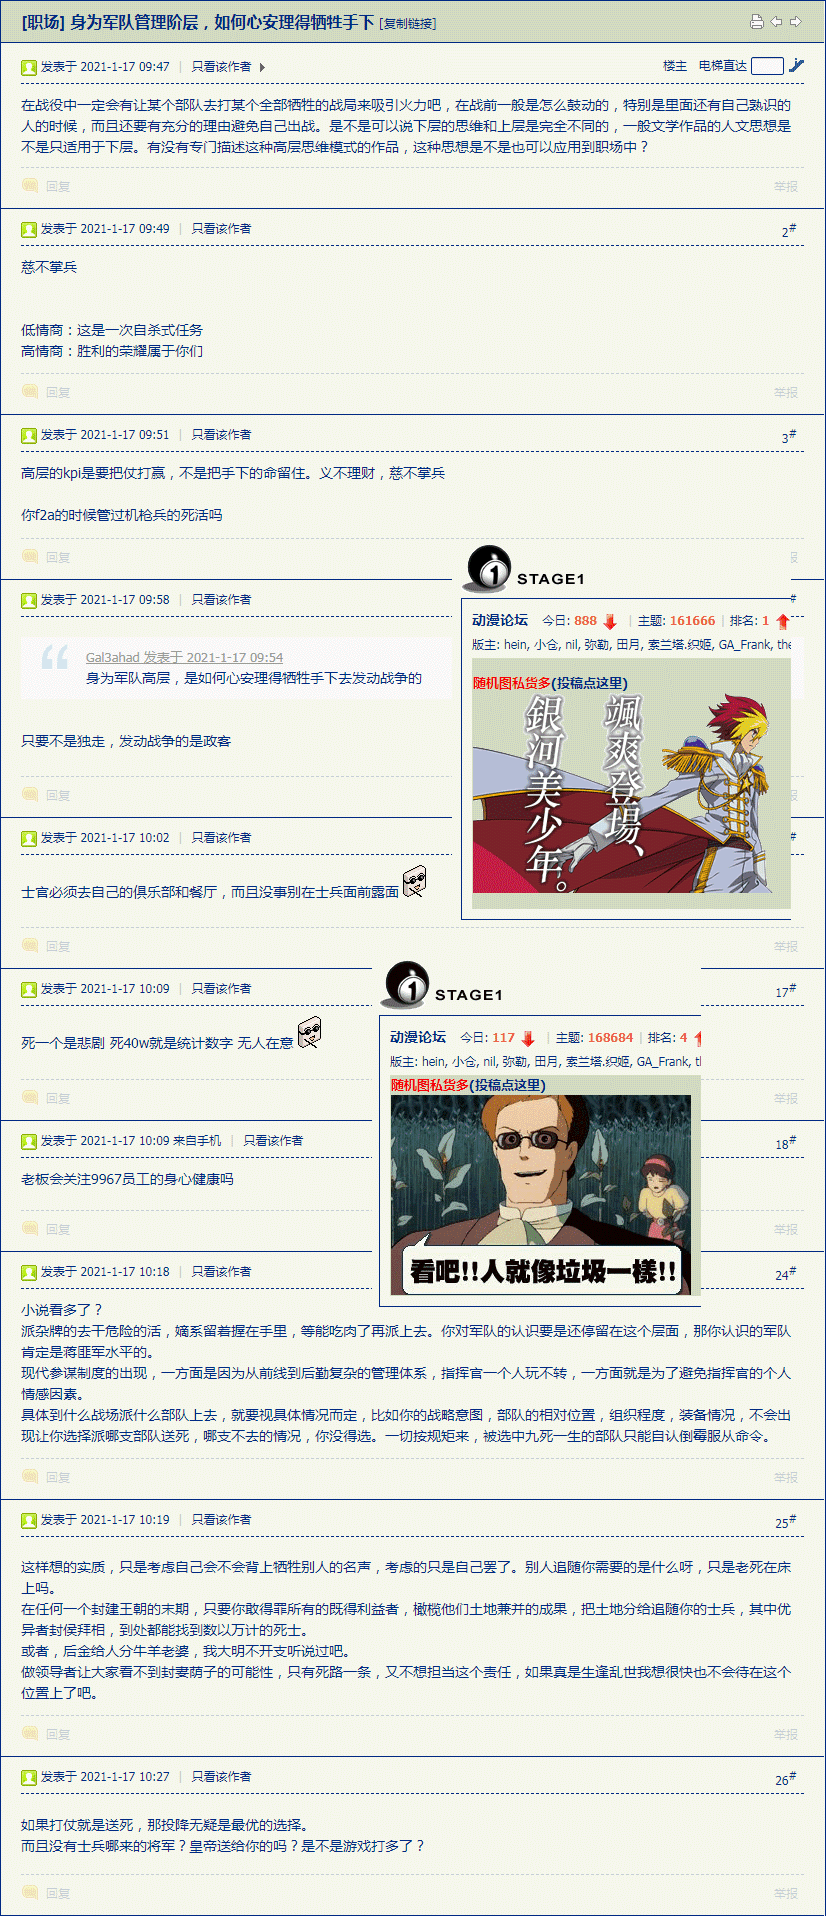 [职场] 身为军队管理阶层，如何心安理得牺牲手下 [复制链接]
发表于 2021-1-17 09:47 | 只看该作者
楼主 电梯直达
在战役中一定会有让某个部队去打某个全部牺牲的战局来吸引火力吧，在战前一般是怎么鼓动的，特别是里面还有自己熟识的
人的时候，而且还要有充分的理由避免自己出战。是不是可以说下层的思维和上层是完全不同的，一般文学作品的人文思想是
不是只适用于下层。有没有专门描述这种高层思维模式的作品，这种思想是不是也可以应用到职场中？
回复 举报
发表于 2021-1-17 09:49 | 只看该作者 2#
慈不掌兵
低情商：这是一次自杀式任务
高情商：胜利的荣耀属于你们
回复 举报
发表于 2021-1-17 09:51 | 只看该作者 3#
高层的kpi是要把仗打赢，不是把手下的命留住。义不理财，慈不掌兵
你f2a的时候管过机枪兵的死活吗
回复 报
发表于 2021-1-17 09:58 | 只看该作者 #
Gal3ahad 发表于 2021-1-17 09:54
身为军队高层，是如何心安理得牺牲手下去发动战争的
只要不是独走，发动战争的是政客
回复 报
1 STAGE1
动漫论坛 今日: 888 | 主题: 161666 | 排名: 1
版主: hein, 小仓, nil, 弥勒, 田月, 索兰塔.织姬, GA_Frank, the
随机图私货多(投稿点这里)
颯爽登場、
銀河美少年。
发表于 2021-1-17 10:02 | 只看该作者 #
士官必须去自己的俱乐部和餐厅，而且没事别在士兵面前露面
回复 举报
发表于 2021-1-17 10:09 | 只看该作者 17#
死一个是悲剧 死40w就是统计数字 无人在意
回复 举报
1 STAGE1
动漫论坛 今日: 117 | 主题: 168684 | 排名: 4
版主: hein, 小仓, nil, 弥勒, 田月, 索兰塔.织姬, GA_Frank, t
随机图私货多(投稿点这里)
看吧!!人就像垃圾一樣!!
发表于 2021-1-17 10:09 来自手机 | 只看该作者 18#
老板会关注9967员工的身心健康吗
回复 举报
发表于 2021-1-17 10:18 | 只看该作者 24#
小说看多了？
派杂牌的去干危险的活，嫡系留着握在手里，等能吃肉了再派上去。你对军队的认识要是还停留在这个层面，那你认识的军队
肯定是蒋匪军水平的。
现代参谋制度的出现，一方面是因为从前线到后勤复杂的管理体系，指挥官一个人玩不转，一方面就是为了避免指挥官的个人
情感因素。
具体到什么战场派什么部队上去，就要视具体情况而定，比如你的战略意图，部队的相对位置，组织程度，装备情况，不会出
现让你选择派哪支部队送死，哪支不去的情况，你没得选。一切按规矩来，被选中九死一生的部队只能自认倒霉服从命令。
回复 举报
发表于 2021-1-17 10:19 | 只看该作者 25#
这样想的实质，只是考虑自己会不会背上牺牲别人的名声，考虑的只是自己罢了。别人追随你需要的是什么呀，只是老死在床
上吗。
在任何一个封建王朝的末期，只要你敢得罪所有的既得利益者，橄榄他们土地兼并的成果，把土地分给追随你的士兵，其中优
异者封侯拜相，到处都能找到数以万计的死士。
或者，后金给人分牛羊老婆，我大明不开支听说过吧。
做领导者让大家看不到封妻荫子的可能性，只有死路一条，又不想担当这个责任，如果真是生逢乱世我想很快也不会待在这个
位置上了吧。
回复 举报
发表于 2021-1-17 10:27 | 只看该作者 26#
如果打仗就是送死，那投降无疑是最优的选择。
而且没有士兵哪来的将军？皇帝送给你的吗？是不是游戏打多了？
回复 举报